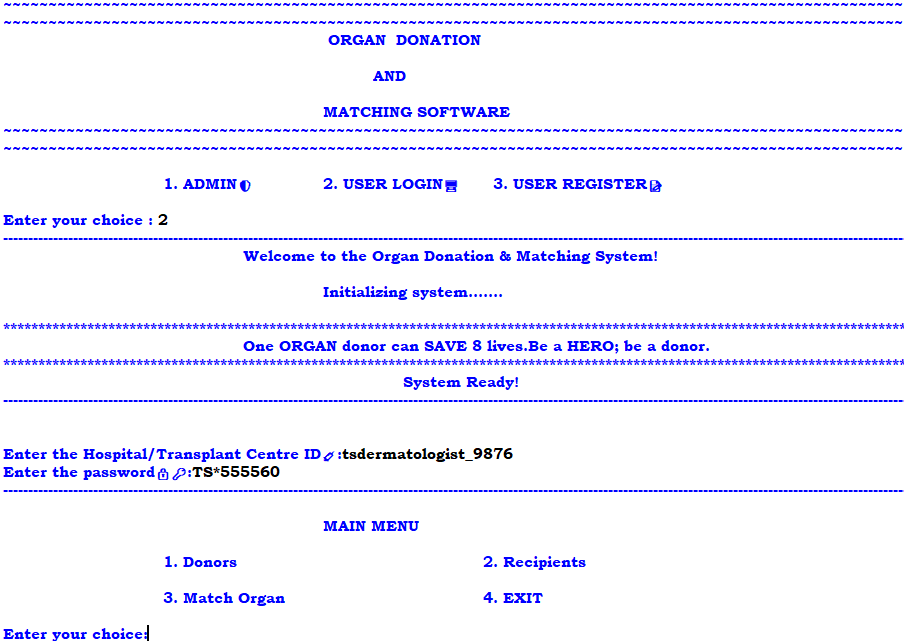 ORGAN  DONATION
AND
MATCHING SOFTWARE
1. ADMIN 2. USER LOGIN 3. USER REGISTER
Enter your choice : 2
Welcome to the Organ Donation & Matching System!
Initializing system.......
One ORGAN donor can SAVE 8 lives.Be a HERO; be a donor.
System Ready!
Enter the Hospital/Transplant Centre ID :tsdermatologist_9876
Enter the password :TS*555560
MAIN MENU
1. Donors 2. Recipients
3. Match Organ 4. EXIT
Enter your choice: